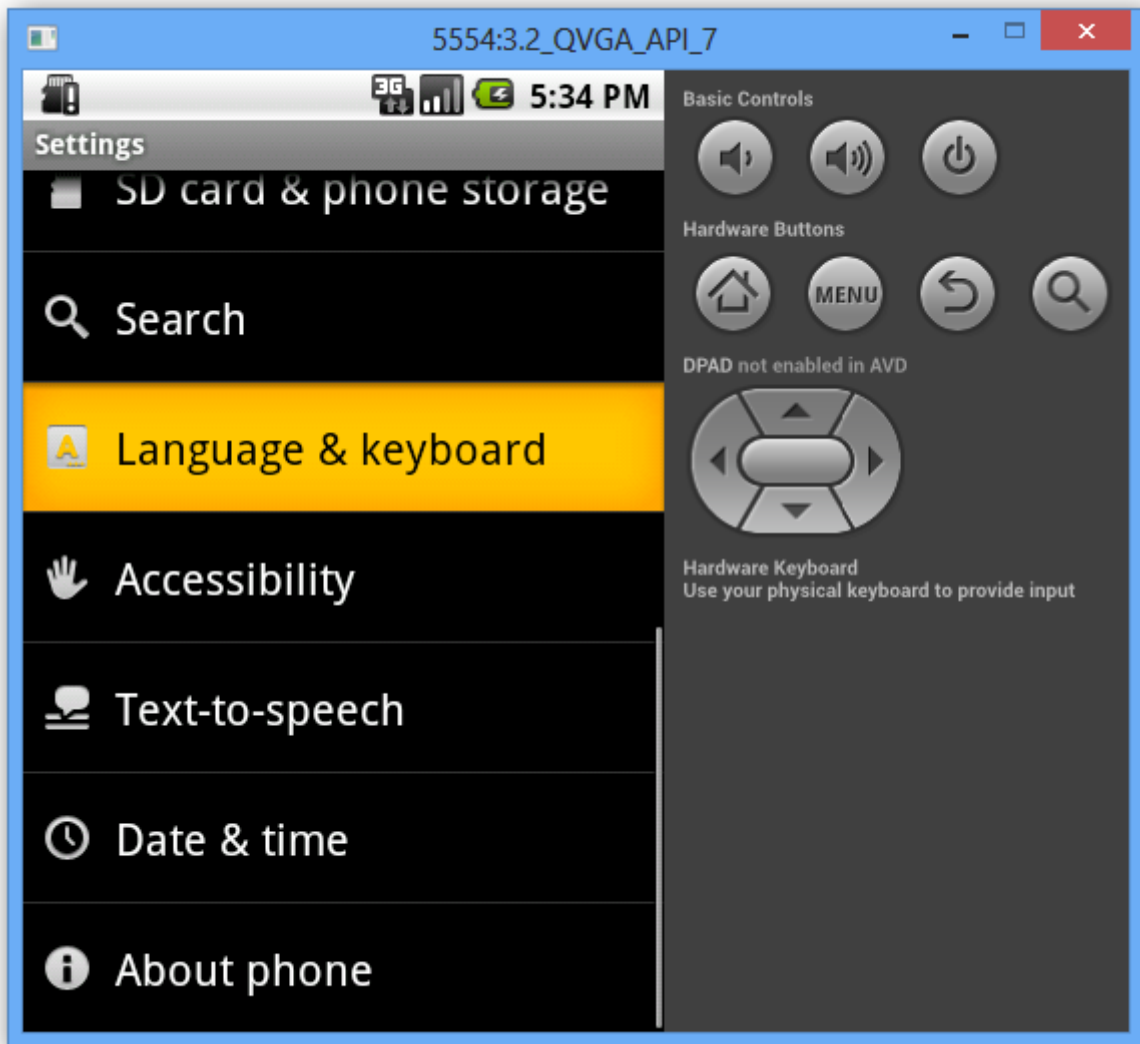 5554:3.2_QVGA_API_7
3G
5:34 PM
Settings
SD card & phone storage
Search
A
Language & keyboard
Accessibility
Text-to-speech
Date & time
About phone
Basic Controls
Hardware Buttons
MENU
DPAD not enabled in AVD
Hardware Keyboard
Use your physical keyboard to provide input